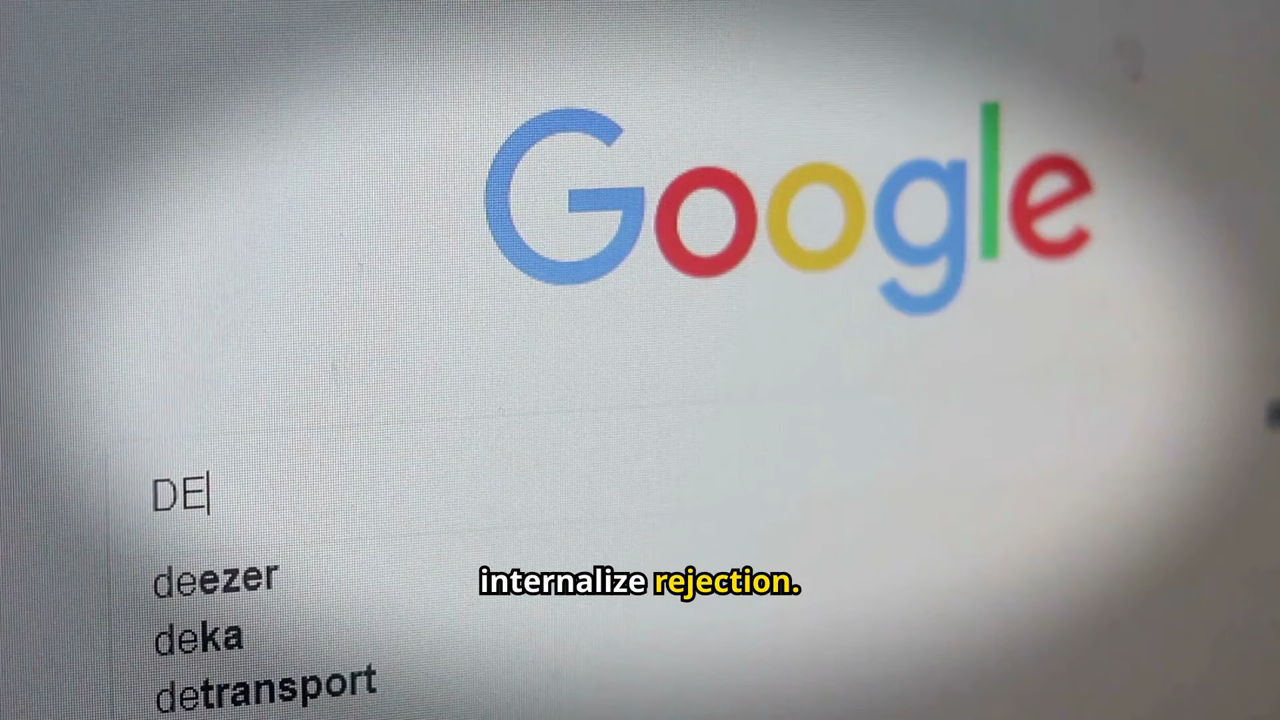 Google
DE
deezer
deka
detransport
internalize rejection.